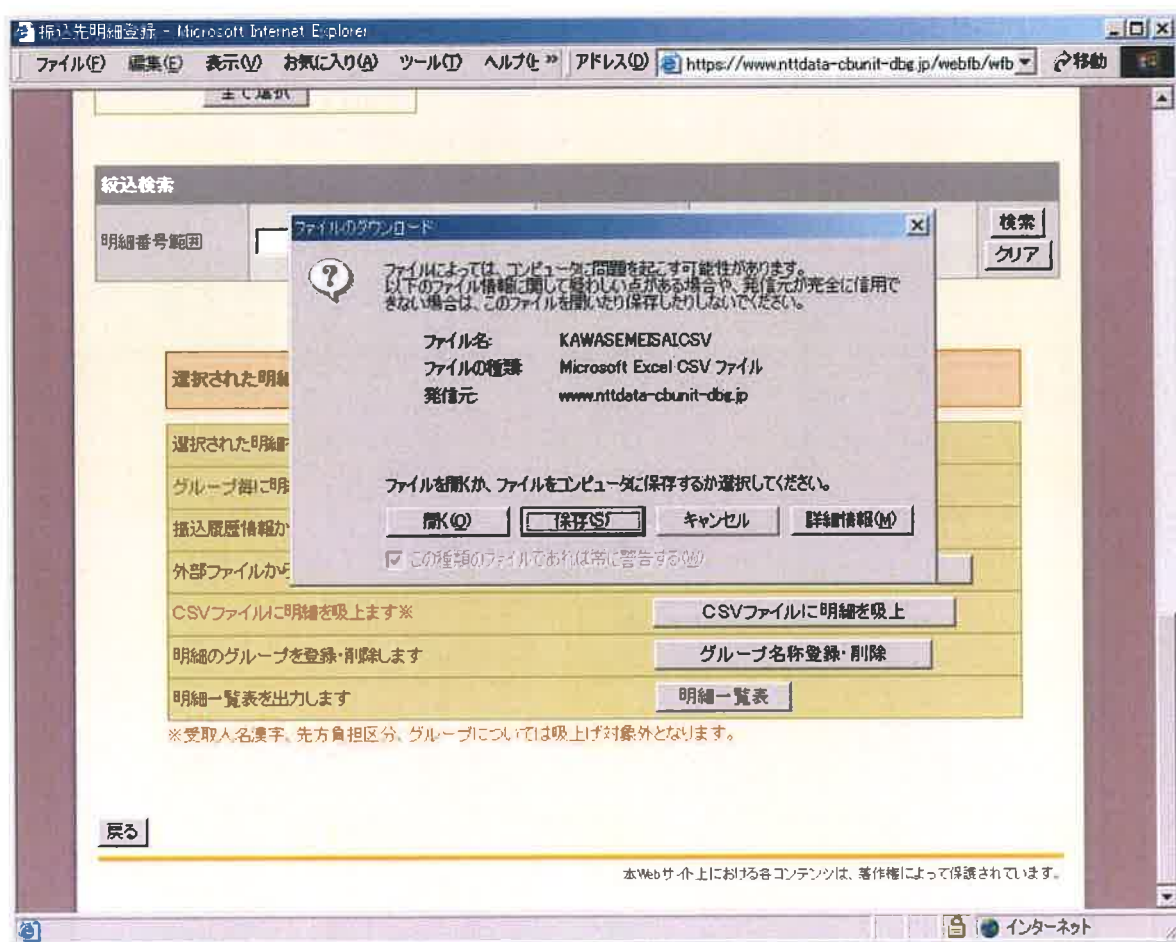 振込先明細登録 - Microsoft Internet Explorer
ファイル(F) 編集(E) 表示(V) お気に入り(A) ツール(T) ヘルプ(H) » アドレス(D) https://www.nttdata-cbunit-dbg.jp/webfb/wfb 移動
全て選択
絞込検索
明細番号範囲
検索
クリア
ファイルのダウンロード
ファイルによっては、コンピュータに問題を起こす可能性があります。
以下のファイル情報に関して疑わしい点がある場合や、発信元が完全に信用で
きない場合は、このファイルを開いたり保存したりしないでください。
ファイル名: KAWASEMEISAI.CSV
ファイルの種類: Microsoft Excel CSV ファイル
発信元: www.nttdata-cbunit-dbg.jp
ファイルを開くか、ファイルをコンピュータに保存するか選択してください。
開く(O) 保存(S) キャンセル 詳細情報(M)
この種類のファイルであれば常に警告する(W)
選択された明細
選択された明細
グループ毎に明
振込履歴情報か
外部ファイルから
CSVファイルに明細を吸上ます※ CSVファイルに明細を吸上
明細のグループを登録・削除します グループ名称登録・削除
明細一覧表を出力します 明細一覧表
※受取人名漢字、先方負担区分、グループについては吸上げ対象外となります。
戻る
本Webサイト上における各コンテンツは、著作権によって保護されています。
インターネット